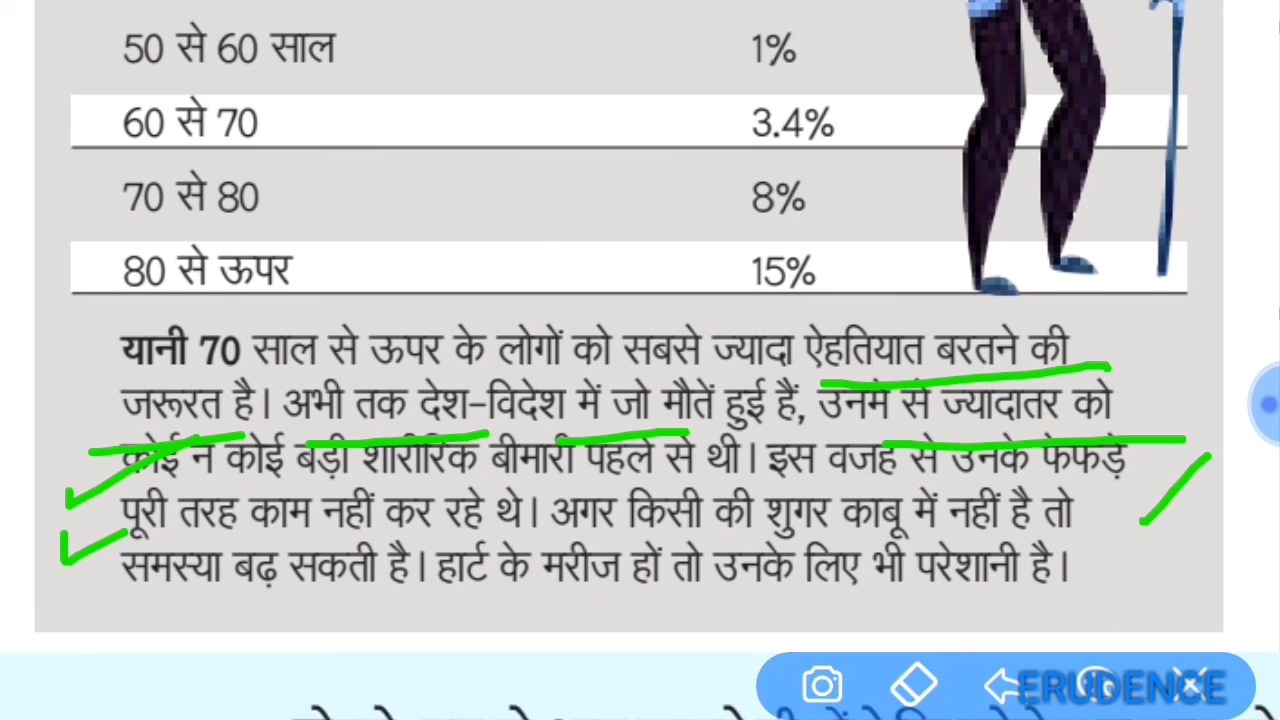 50 से 60 साल 1%
60 से 70 3.4%
70 से 80 8%
80 से ऊपर 15%
यानी 70 साल से ऊपर के लोगों को सबसे ज्यादा ऐहतियात बरतने की
जरूरत है। अभी तक देश-विदेश में जो मौतें हुई हैं, उनमे से ज्यादातर को
कोई न कोई बड़ी शारीरिक बीमारी पहले से थी। इस वजह से उनके फेफड़े
पूरी तरह काम नहीं कर रहे थे। अगर किसी की शुगर काबू में नहीं है तो
समस्या बढ़ सकती है। हार्ट के मरीज हों तो उनके लिए भी परेशानी है।
ERUDENCE